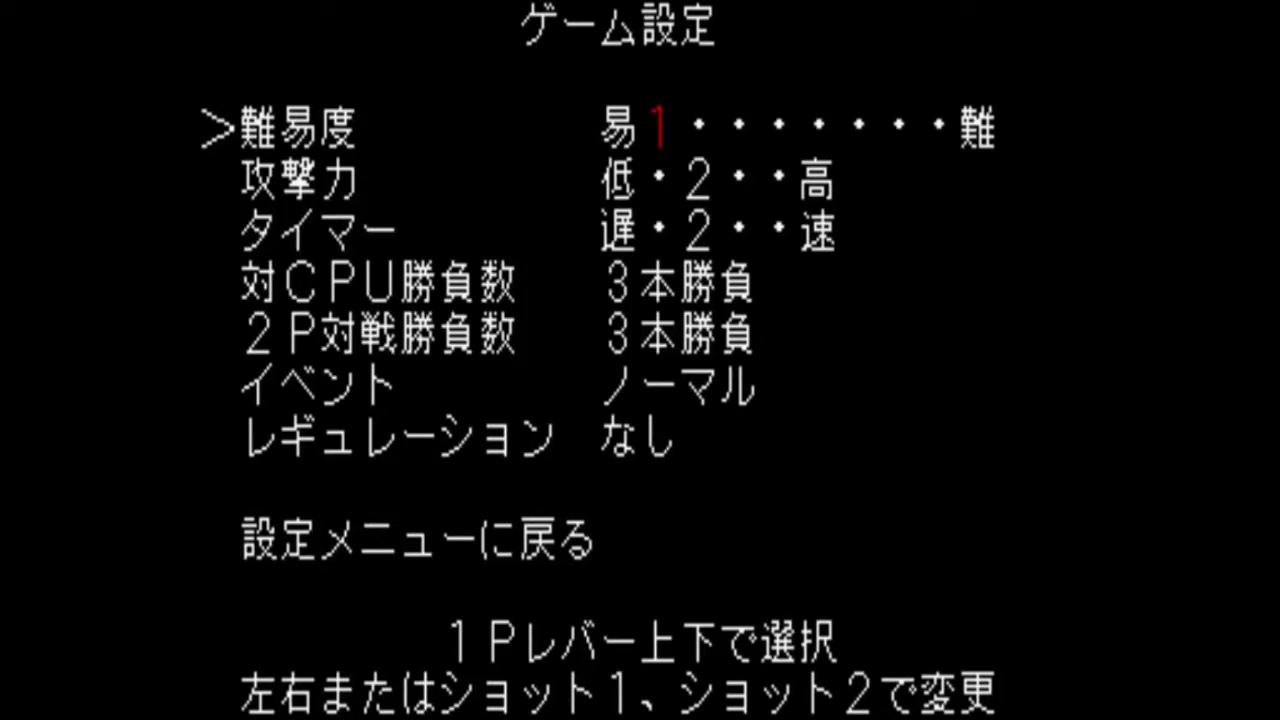 ゲーム設定
>難易度 易1・・・・・・・難
攻撃力 低・2・・高
タイマー 遅・2・・速
対CPU勝負数 3本勝負
2P対戦勝負数 3本勝負
イベント ノーマル
レギュレーション なし
設定メニューに戻る
1Pレバー上下で選択
左右またはショット1、ショット2で変更